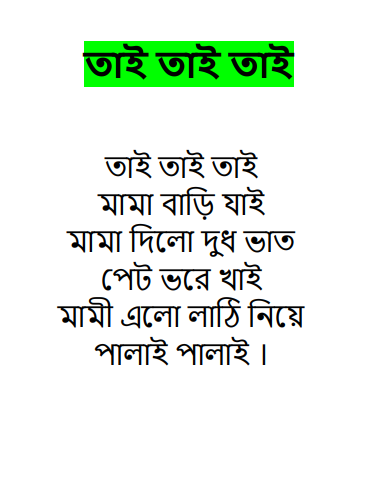 তাই তাই তাই
তাই তাই তাই
মামা বাড়ি যাই
মামা দিলো দুধ ভাত
পেট ভরে খাই
মামী এলো লাঠি নিয়ে
পালাই পালাই ।